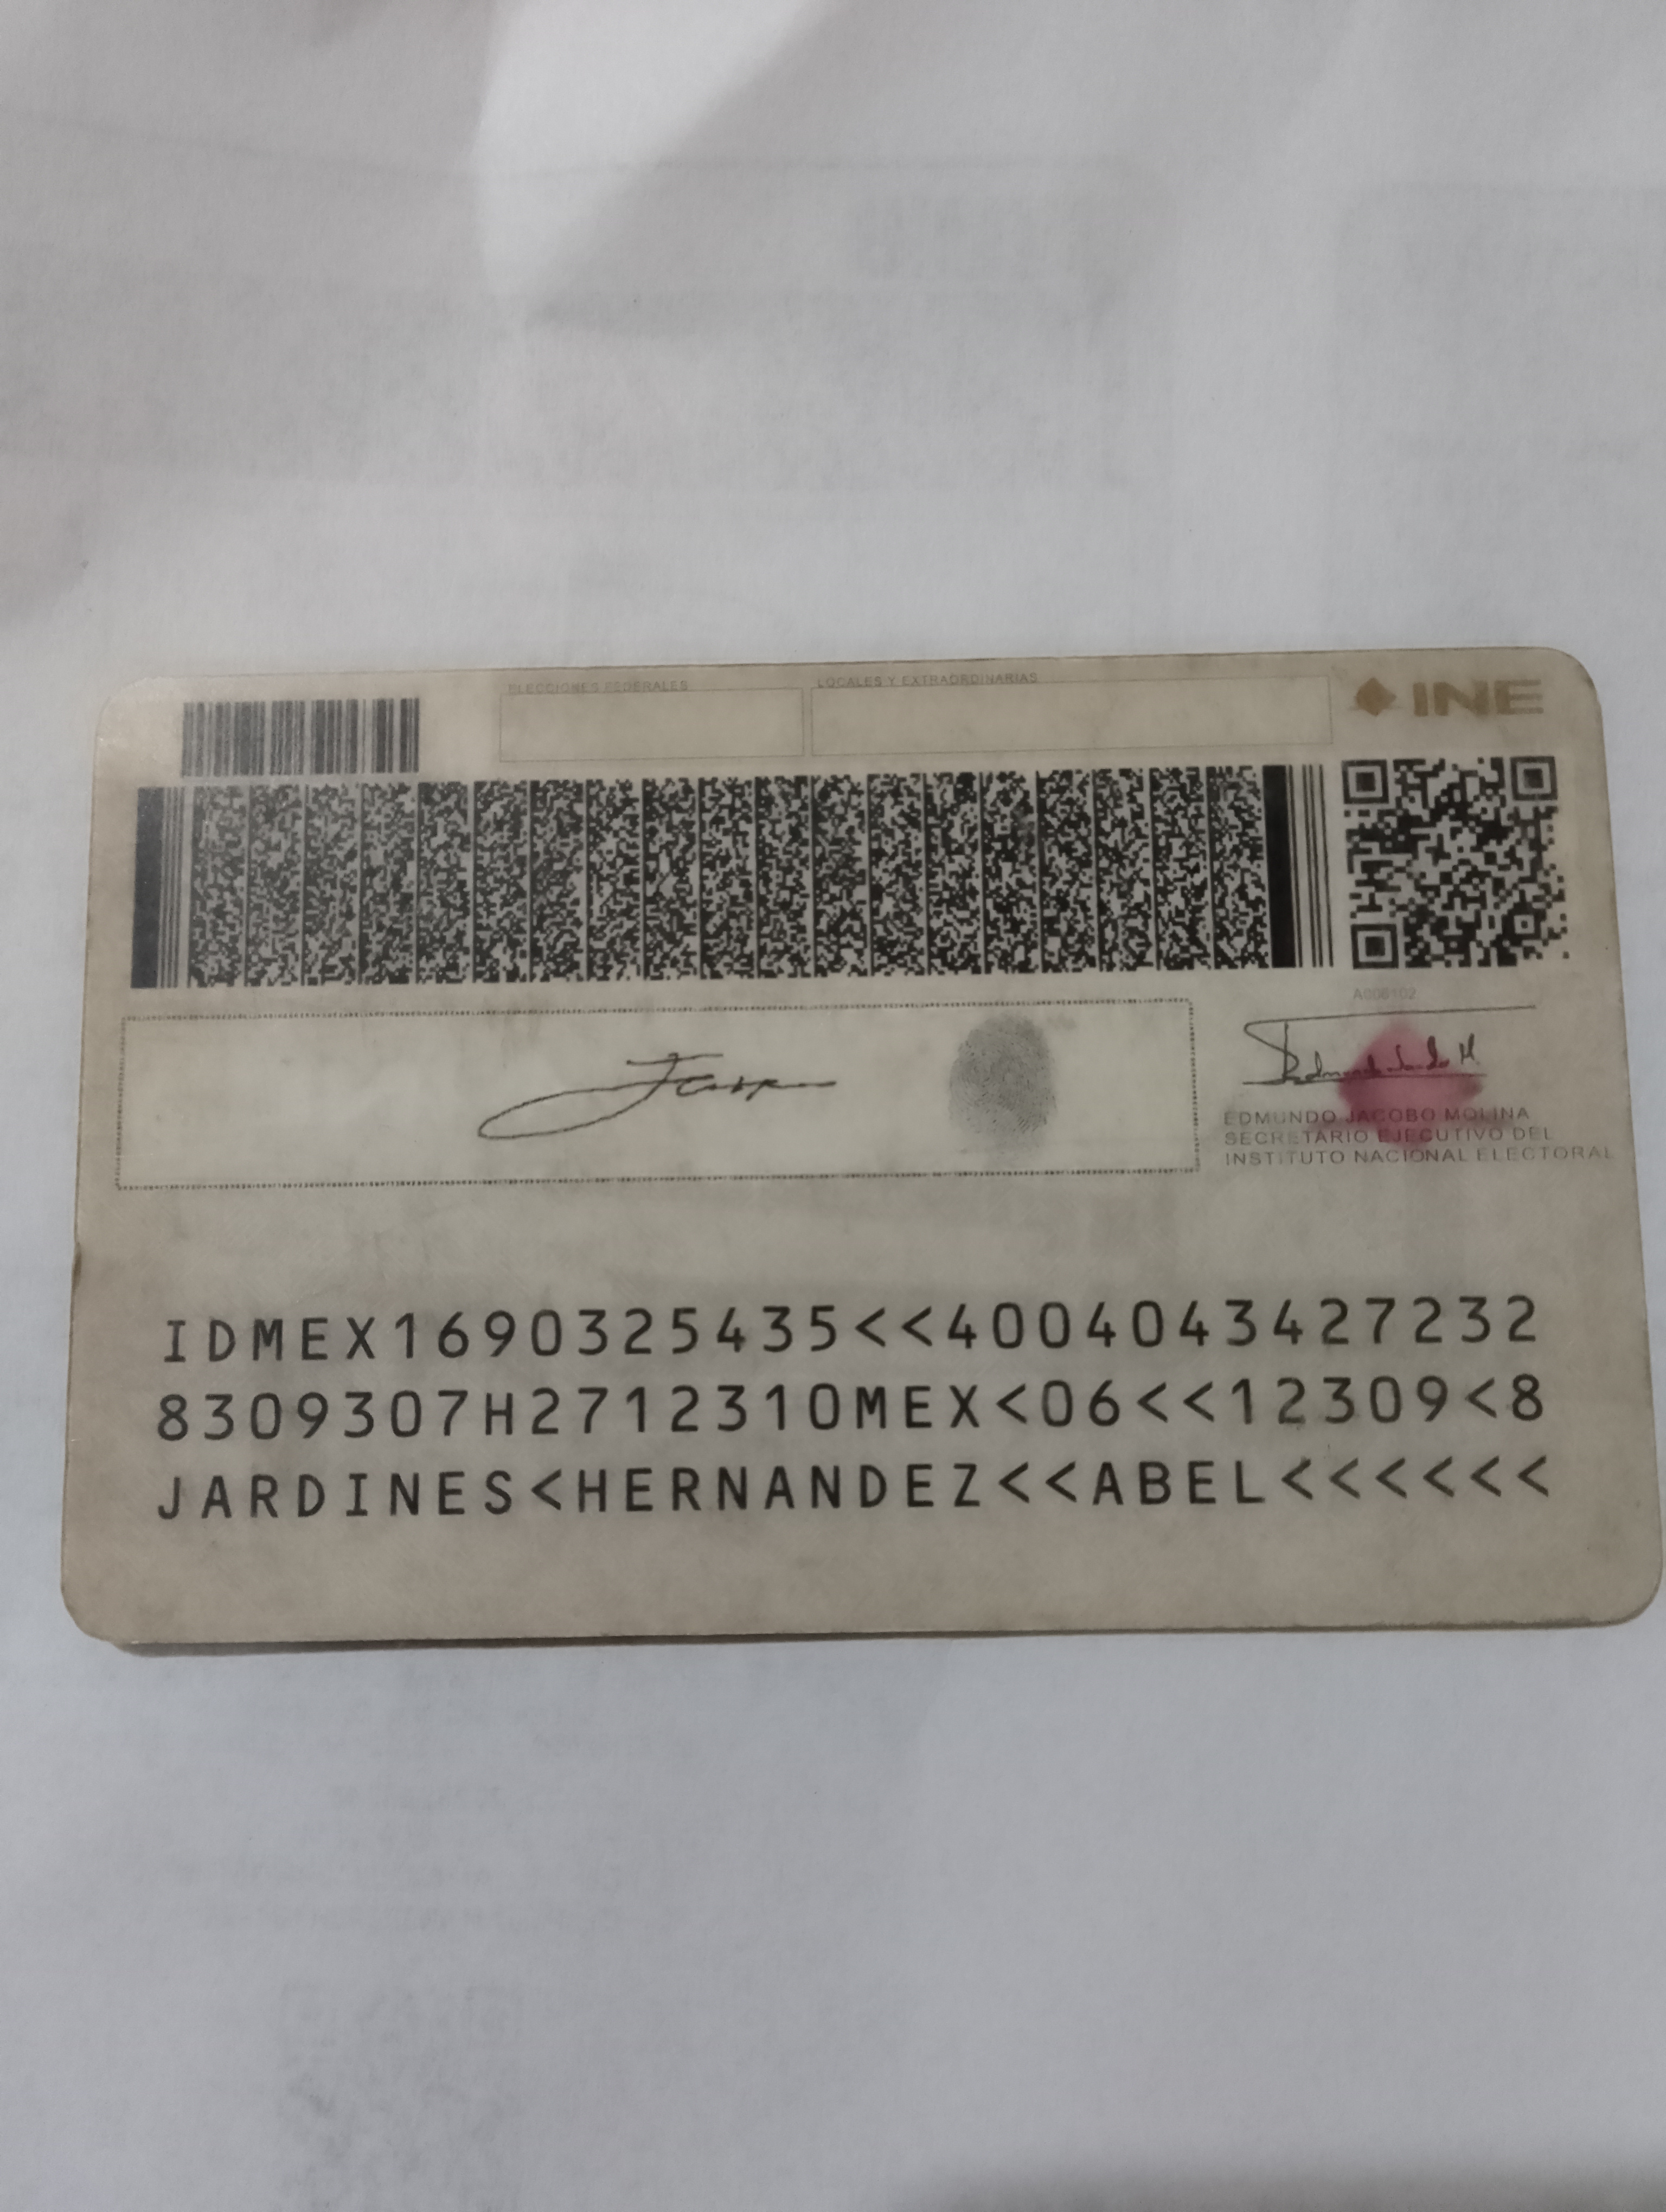 ELECCIONES FEDERALES
LOCALES Y EXTRAORDINARIAS
INE
A006102
EDMUNDO JACOBO MOLINA
SECRETARIO EJECUTIVO DEL
INSTITUTO NACIONAL ELECTORAL
IDMEX1690325435<<4004043427232
8309307H2712310MEX<06<<12309<8
JARDINES<HERNANDEZ<<ABEL<<<<<<